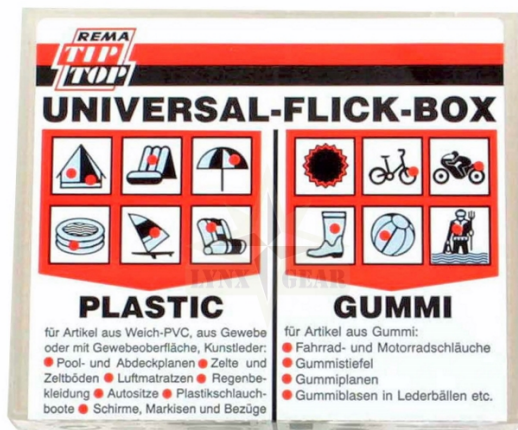 REMA
TIP
TOP
UNIVERSAL-FLICK-BOX
LYNX GEAR
PLASTIC
für Artikel aus Weich-PVC, aus Gewebe
oder mit Gewebeoberfläche, Kunstleder:
● Pool- und Abdeckplanen ● Zelte und
Zeltböden ● Luftmatratzen ● Regenbe-
kleidung ● Autositze ● Plastikschlauch-
boote ● Schirme, Markisen und Bezüge
GUMMI
für Artikel aus Gummi:
● Fahrrad- und Motorradschläuche
● Gummistiefel
● Gummiplanen
● Gummiblasen in Lederbällen etc.